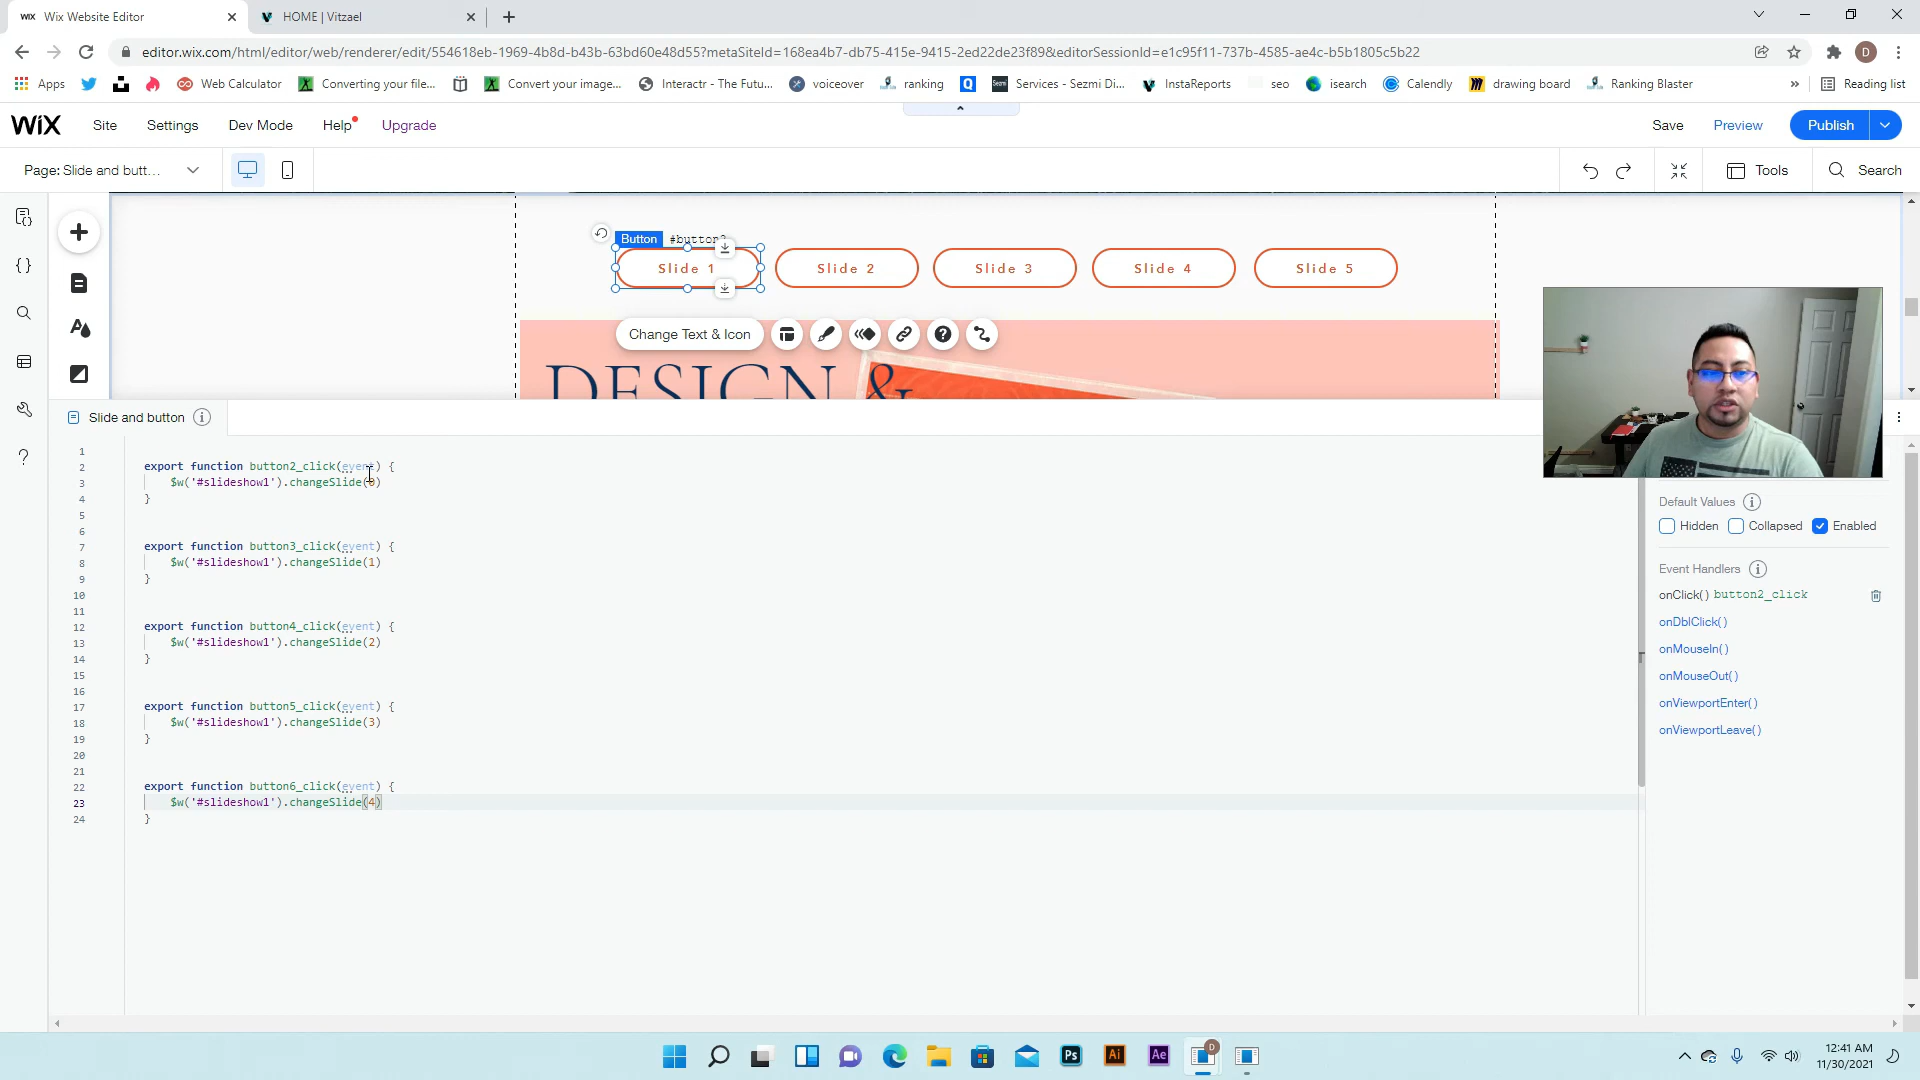 WIX Wix Website Editor
HOME | Vitzael
editor.wix.com/html/editor/web/renderer/edit/554618eb-1969-4b8d-b43b-63bd60e48d55?metaSiteId=168ea4b7-db75-415e-9415-2ed22de23f89&editorSessionId=e1c95f11-737b-4585-ae4c-b5b1805c5b22
D
Apps
Web Calculator
Converting your file...
Convert your image...
Interactr - The Futu...
voiceover
ranking
Services - Sezmi Di...
InstaReports
seo
isearch
Calendly
drawing board
Ranking Blaster
»
Reading list
WIX
Site
Settings
Dev Mode
Help
Upgrade
Save
Preview
Publish
Page: Slide and butt...
Tools
Search
Button #button2
Slide 1
Slide 2
Slide 3
Slide 4
Slide 5
Change Text & Icon
DESIGN &
Slide and button
1
2 export function button2_click(event) {
3 $w('#slideshow1').changeSlide(0)
4 }
5
6
7 export function button3_click(event) {
8 $w('#slideshow1').changeSlide(1)
9 }
10
11
12 export function button4_click(event) {
13 $w('#slideshow1').changeSlide(2)
14 }
15
16
17 export function button5_click(event) {
18 $w('#slideshow1').changeSlide(3)
19 }
20
21
22 export function button6_click(event) {
23 $w('#slideshow1').changeSlide(4)
24 }
Default Values
Hidden
Collapsed
Enabled
Event Handlers
onClick() button2_click
onDblClick()
onMouseIn()
onMouseOut()
onViewportEnter()
onViewportLeave()
Ps
Ai
Ae
D
12:41 AM
11/30/2021